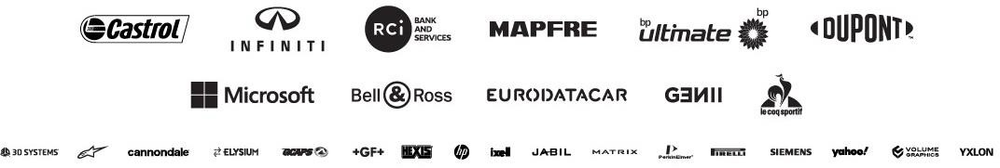 Castrol INFINITI RCi BANK AND SERVICES MAPFRE bp ultimate bp DUPONT™
Microsoft Bell & Ross EURODATACAR GENII le coq sportif
3D SYSTEMS cannondale ELYSIUM GCAPS +GF+ HEXIS hp ixell JABIL MATRIX PerkinElmer PIRELLI SIEMENS yahoo! VOLUME GRAPHICS YXLON